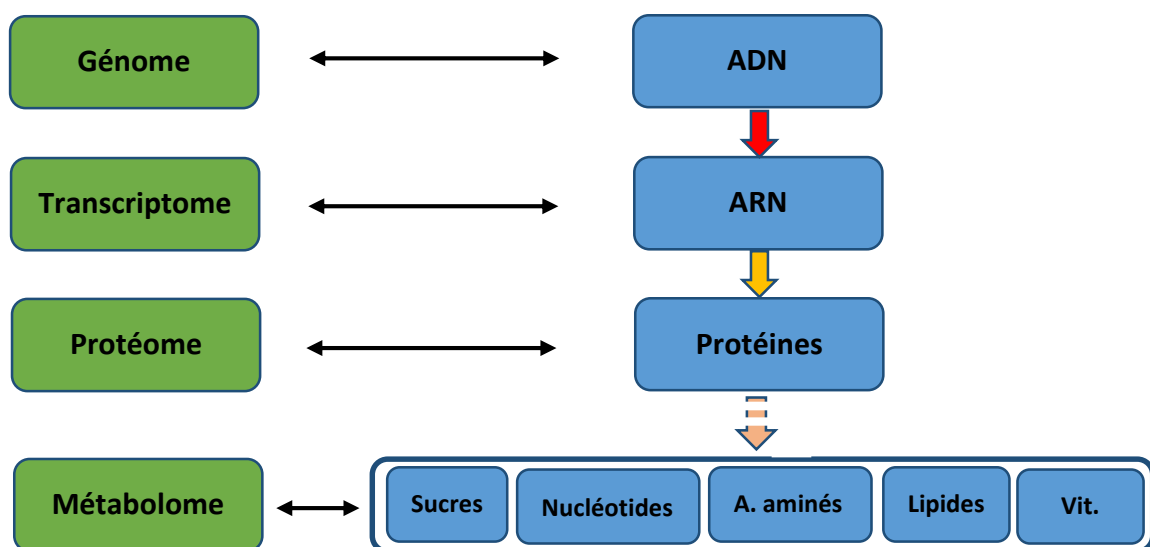 Génome
ADN
Transcriptome
ARN
Protéome
Protéines
Métabolome
Sucres
Nucléotides
A. aminés
Lipides
Vit.